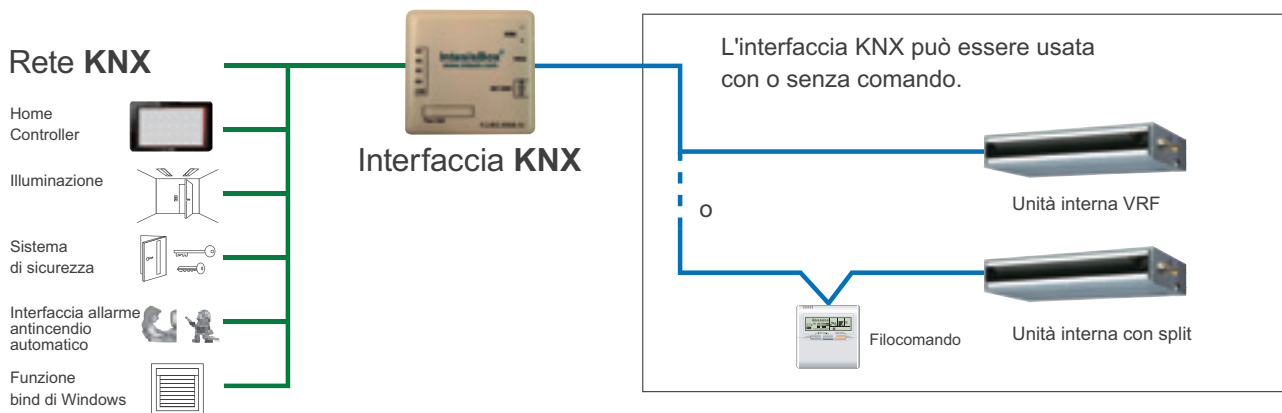 Rete KNX
Home
Controller
Illuminazione
Sistema
di sicurezza
Interfaccia allarme
antincendio
automatico
Funzione
bind di Windows
IntesisBox
Interfaccia KNX
L'interfaccia KNX può essere usata
con o senza comando.
Unità interna VRF
o
Filocomando
Unità interna con split